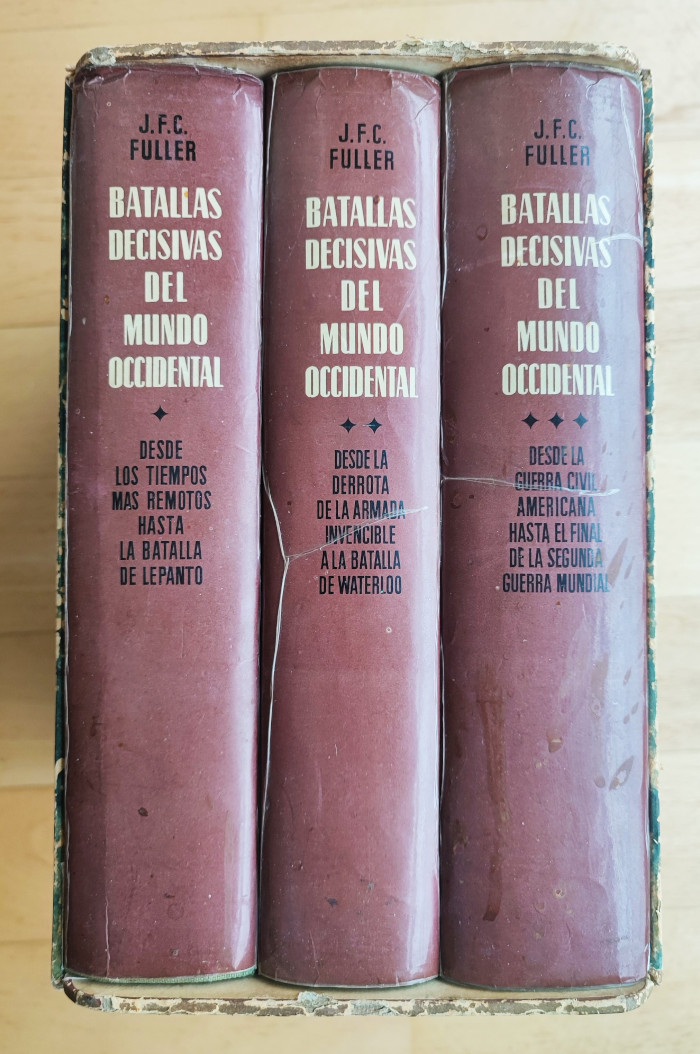 J.F.C.
FULLER
BATALLAS
DECISIVAS
DEL
MUNDO
OCCIDENTAL
DESDE
LOS TIEMPOS
MAS REMOTOS
HASTA
LA BATALLA
DE LEPANTO
J.F.C.
FULLER
BATALLAS
DECISIVAS
DEL
MUNDO
OCCIDENTAL
DESDE LA
DERROTA
DE LA ARMADA
INVENCIBLE
A LA BATALLA
DE WATERLOO
J.F.C.
FULLER
BATALLAS
DECISIVAS
DEL
MUNDO
OCCIDENTAL
DESDE LA
GUERRA CIVIL
AMERICANA
HASTA EL FINAL
DE LA SEGUNDA
GUERRA MUNDIAL